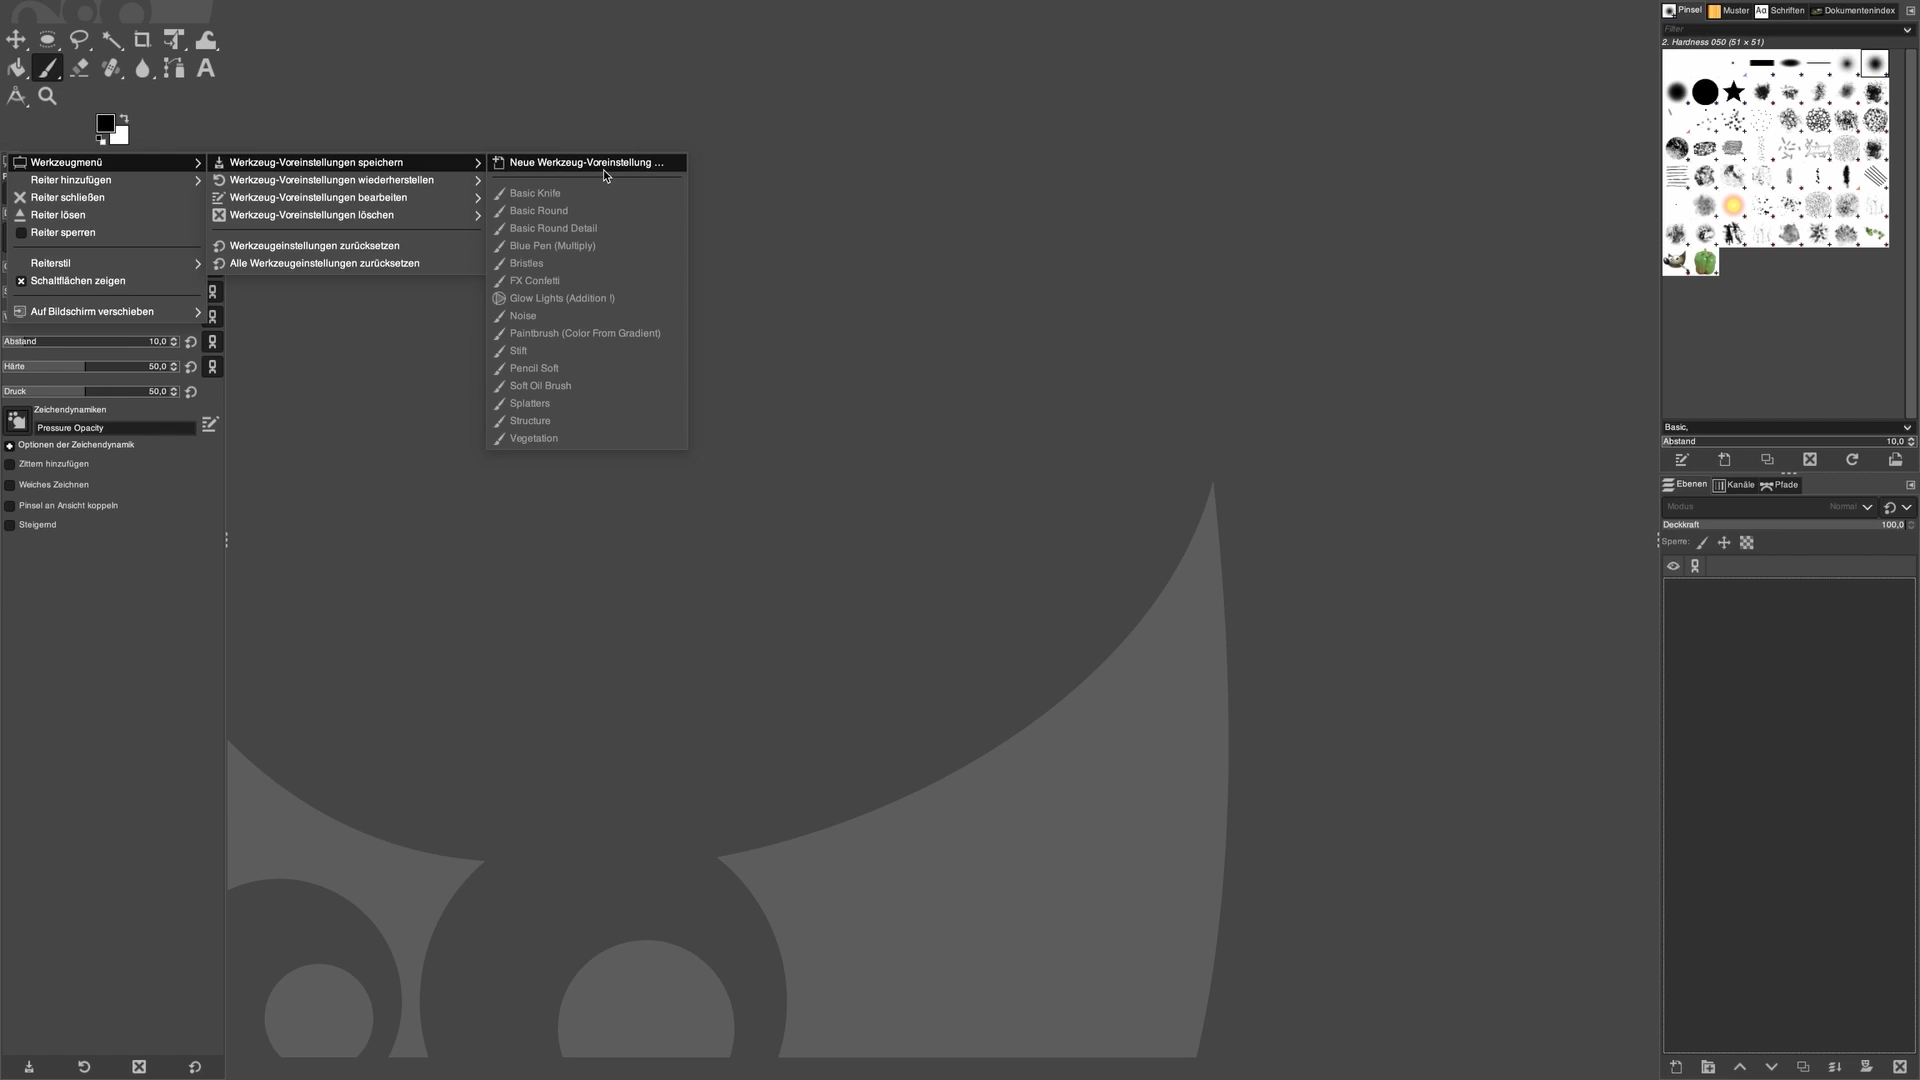 Werkzeugmenü
Reiter hinzufügen
Reiter schließen
Reiter lösen
Reiter sperren
Reiterstil
Schaltflächen zeigen
Auf Bildschirm verschieben
Werkzeug-Voreinstellungen speichern
Werkzeug-Voreinstellungen wiederherstellen
Werkzeug-Voreinstellungen bearbeiten
Werkzeug-Voreinstellungen löschen
Werkzeugeinstellungen zurücksetzen
Alle Werkzeugeinstellungen zurücksetzen
Neue Werkzeug-Voreinstellung ...
Basic Knife
Basic Round
Basic Round Detail
Blue Pen (Multiply)
Bristles
FX Confetti
Glow Lights (Addition !)
Noise
Paintbrush (Color From Gradient)
Stift
Pencil Soft
Soft Oil Brush
Splatters
Structure
Vegetation
Abstand 10,0
Härte 50,0
Druck 50,0
Zeichendynamiken
Pressure Opacity
Optionen der Zeichendynamik
Zittern hinzufügen
Weiches Zeichnen
Pinsel an Ansicht koppeln
Steigernd
Pinsel Muster Aa Schriften Dokumentenindex
Filter
2. Hardness 050 (51 × 51)
Basic,
Abstand 10,0
Ebenen Kanäle Pfade
Modus Normal
Deckkraft 100,0
Sperre: